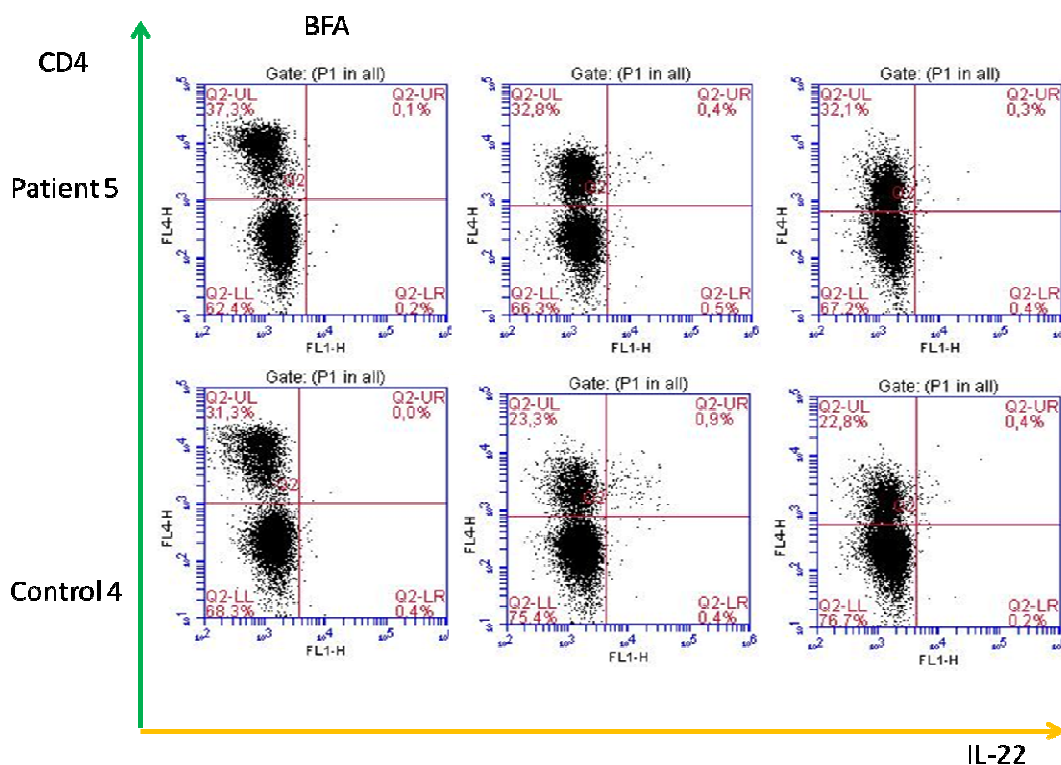 BFA
CD4
Gate: (P1 in all)
Q2-UL
37,3%
Q2-UR
0,1%
Q2
Q2-LL
62,4%
Q2-LR
0,2%
FL4-H
FL1-H
Gate: (P1 in all)
Q2-UL
32,8%
Q2-UR
0,4%
Q2
Q2-LL
66,3%
Q2-LR
0,5%
FL4-H
FL1-H
Gate: (P1 in all)
Q2-UL
32,1%
Q2-UR
0,3%
Q2
Q2-LL
67,2%
Q2-LR
0,4%
FL4-H
FL1-H
Patient 5
Gate: (P1 in all)
Q2-UL
31,3%
Q2-UR
0,0%
Q2
Q2-LL
68,3%
Q2-LR
0,4%
FL4-H
FL1-H
Gate: (P1 in all)
Q2-UL
23,3%
Q2-UR
0,9%
Q2
Q2-LL
75,4%
Q2-LR
0,4%
FL4-H
FL1-H
Gate: (P1 in all)
Q2-UL
22,8%
Q2-UR
0,4%
Q2
Q2-LL
76,7%
Q2-LR
0,2%
FL4-H
FL1-H
Control 4
IL-22